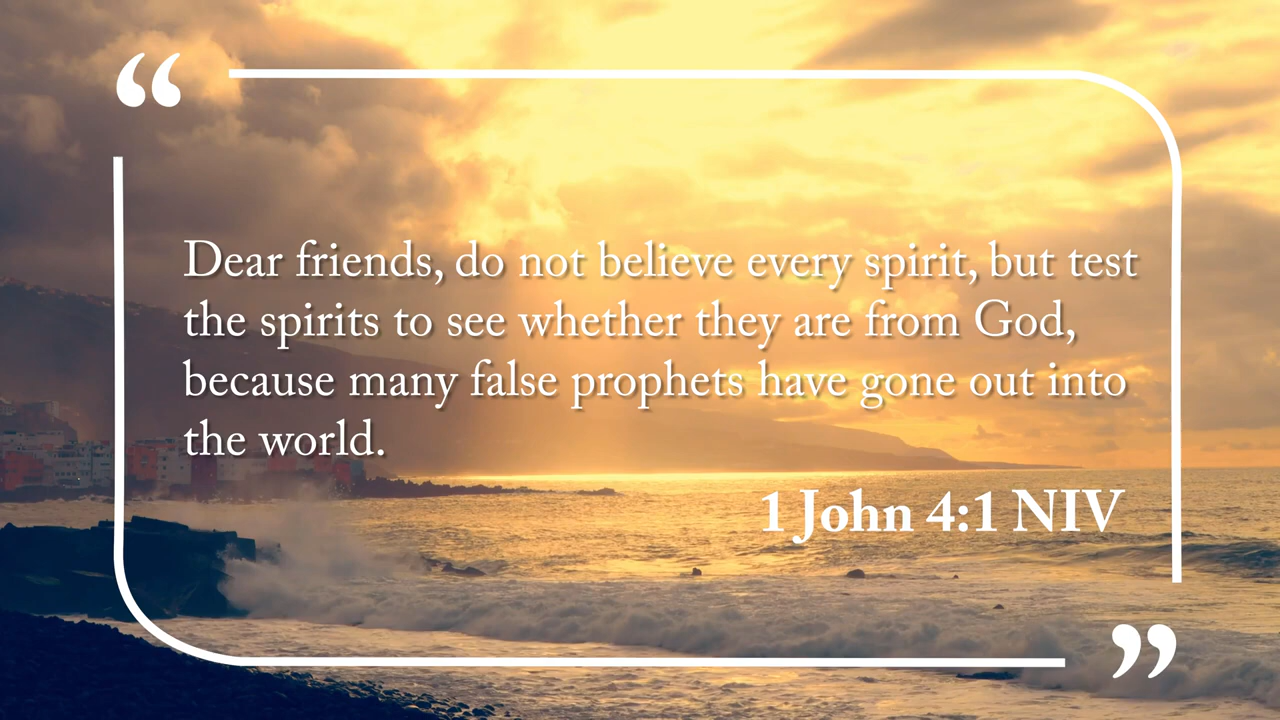 “
Dear friends, do not believe every spirit, but test
the spirits to see whether they are from God,
because many false prophets have gone out into
the world.
1 John 4:1 NIV
”